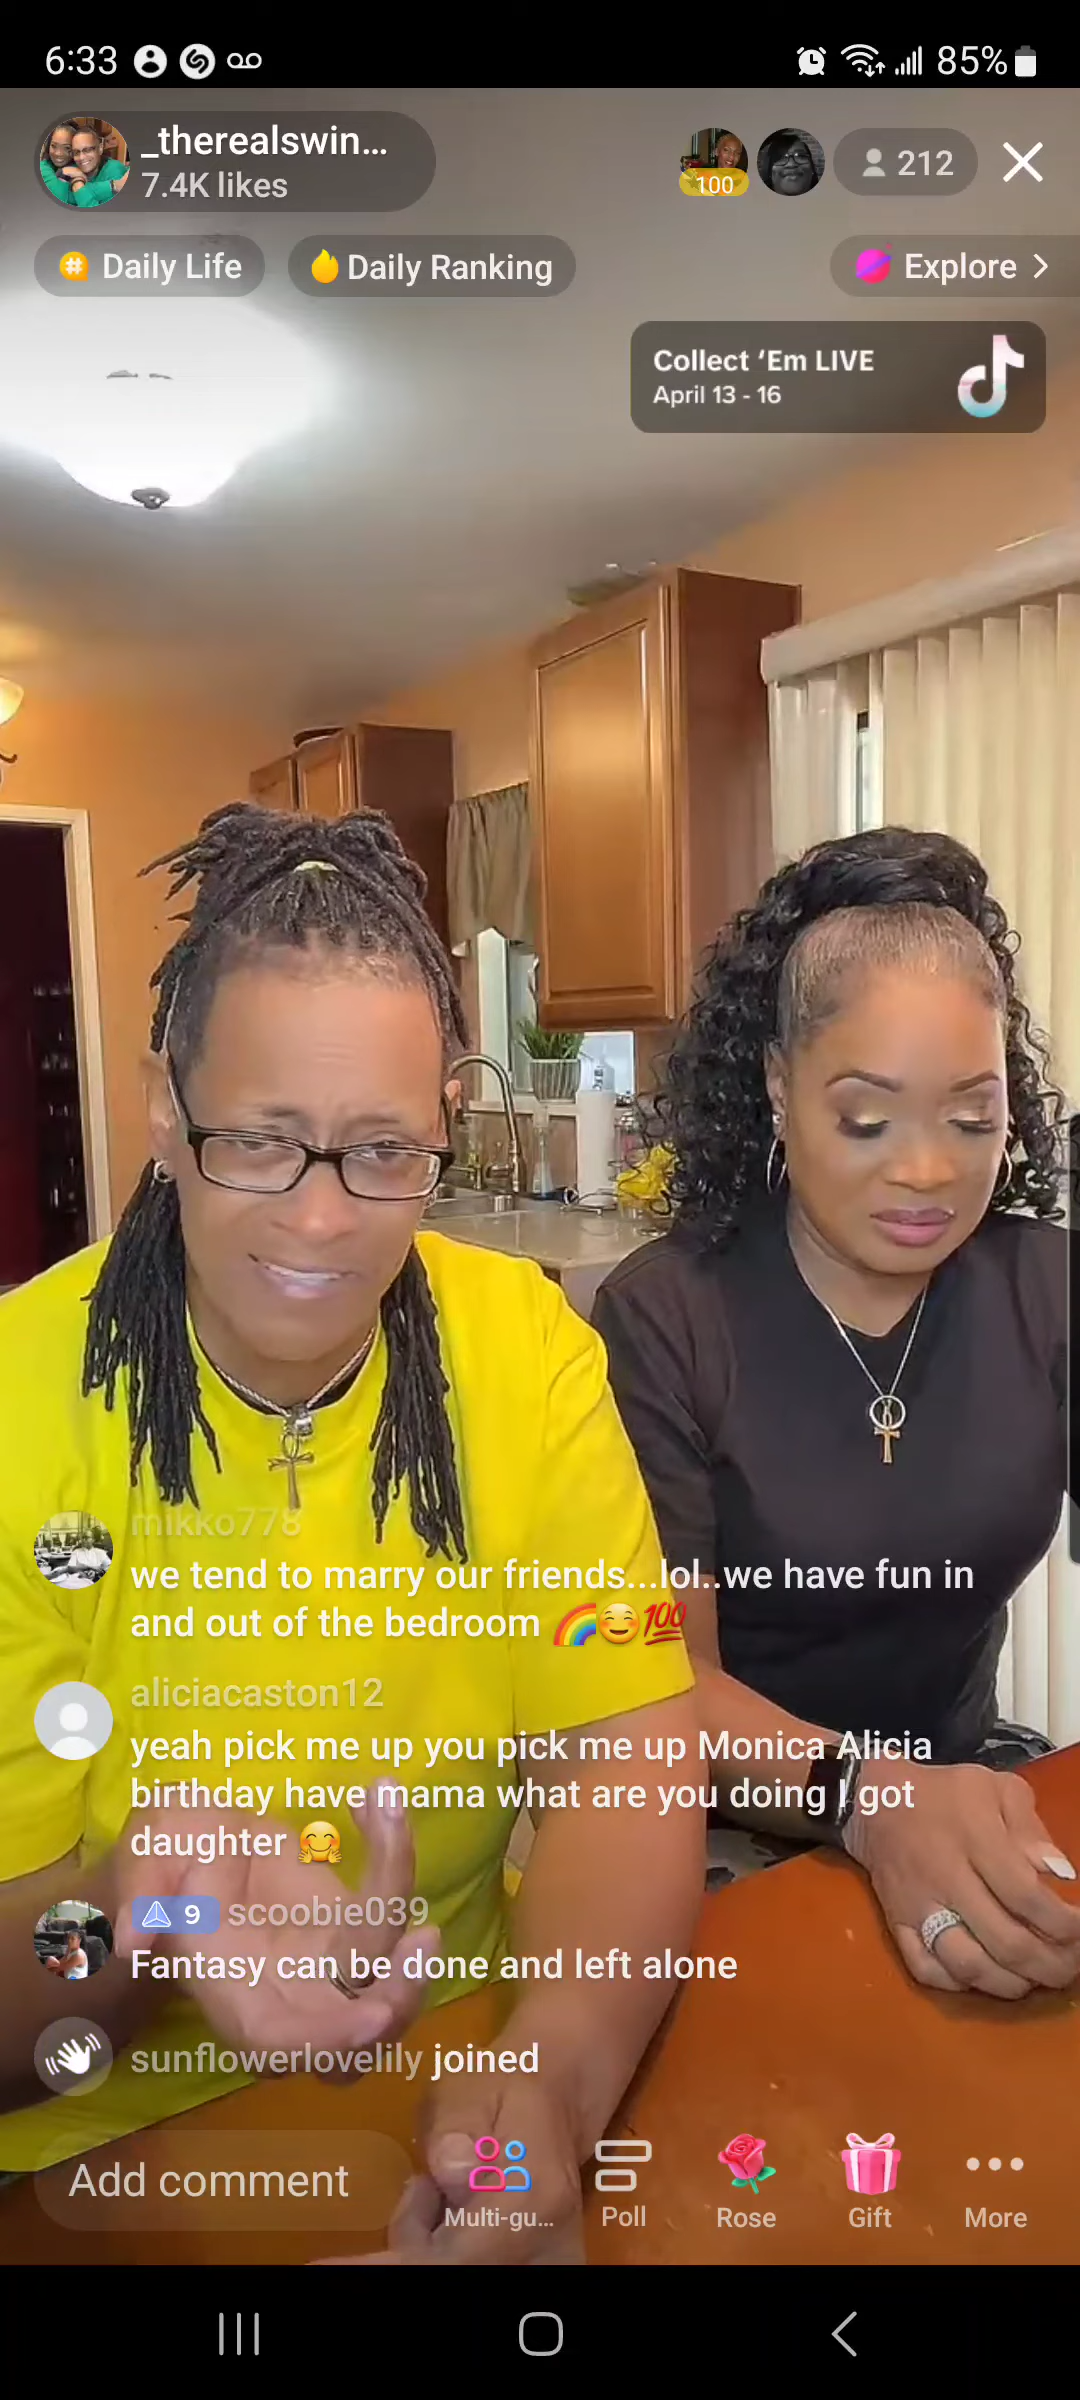 6:33
85%
_therealswin...
7.4K likes
100
212
Daily Life
Daily Ranking
Explore
Collect ‘Em LIVE
April 13 - 16
mikko778
we tend to marry our friends...lol..we have fun in
and out of the bedroom 🌈☺️💯
aliciacaston12
yeah pick me up you pick me up Monica Alicia
birthday have mama what are you doing I got
daughter 🤗
9 scoobie039
Fantasy can be done and left alone
sunflowerlovelily joined
Add comment
Multi-gu...
Poll
Rose
Gift
More